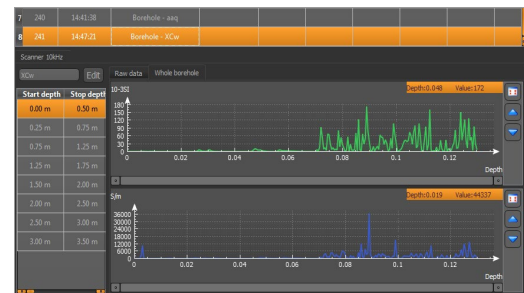 7 240 14:41:38 Borehole - aaq
8 241 14:47:21 Borehole - XCw
Scanner 10kHz
XCw Edit Raw data Whole borehole
Start depth Stop depth
0.00 m 0.50 m
0.25 m 0.75 m
0.75 m 1.25 m
1.25 m 1.75 m
1.50 m 2.00 m
2.00 m 2.50 m
2.50 m 3.00 m
3.00 m 3.50 m
10-3SI Depth:0.048 Value:172
180
150
120
90
60
30
0
0 0.02 0.04 0.06 0.08 0.1 0.12
Depth
S/m Depth:0.019 Value:44337
36000
30000
24000
18000
12000
6000
0
0 0.02 0.04 0.06 0.08 0.1 0.12
Depth